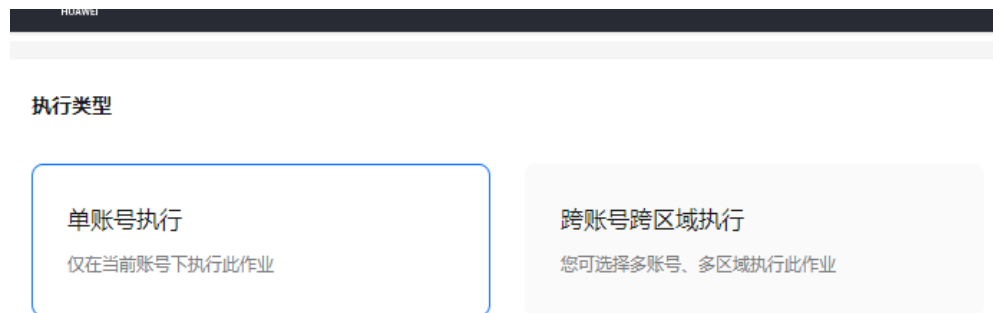 HUAWEI
执行类型
单账号执行
仅在当前账号下执行此作业
跨账号跨区域执行
您可选择多账号、多区域执行此作业